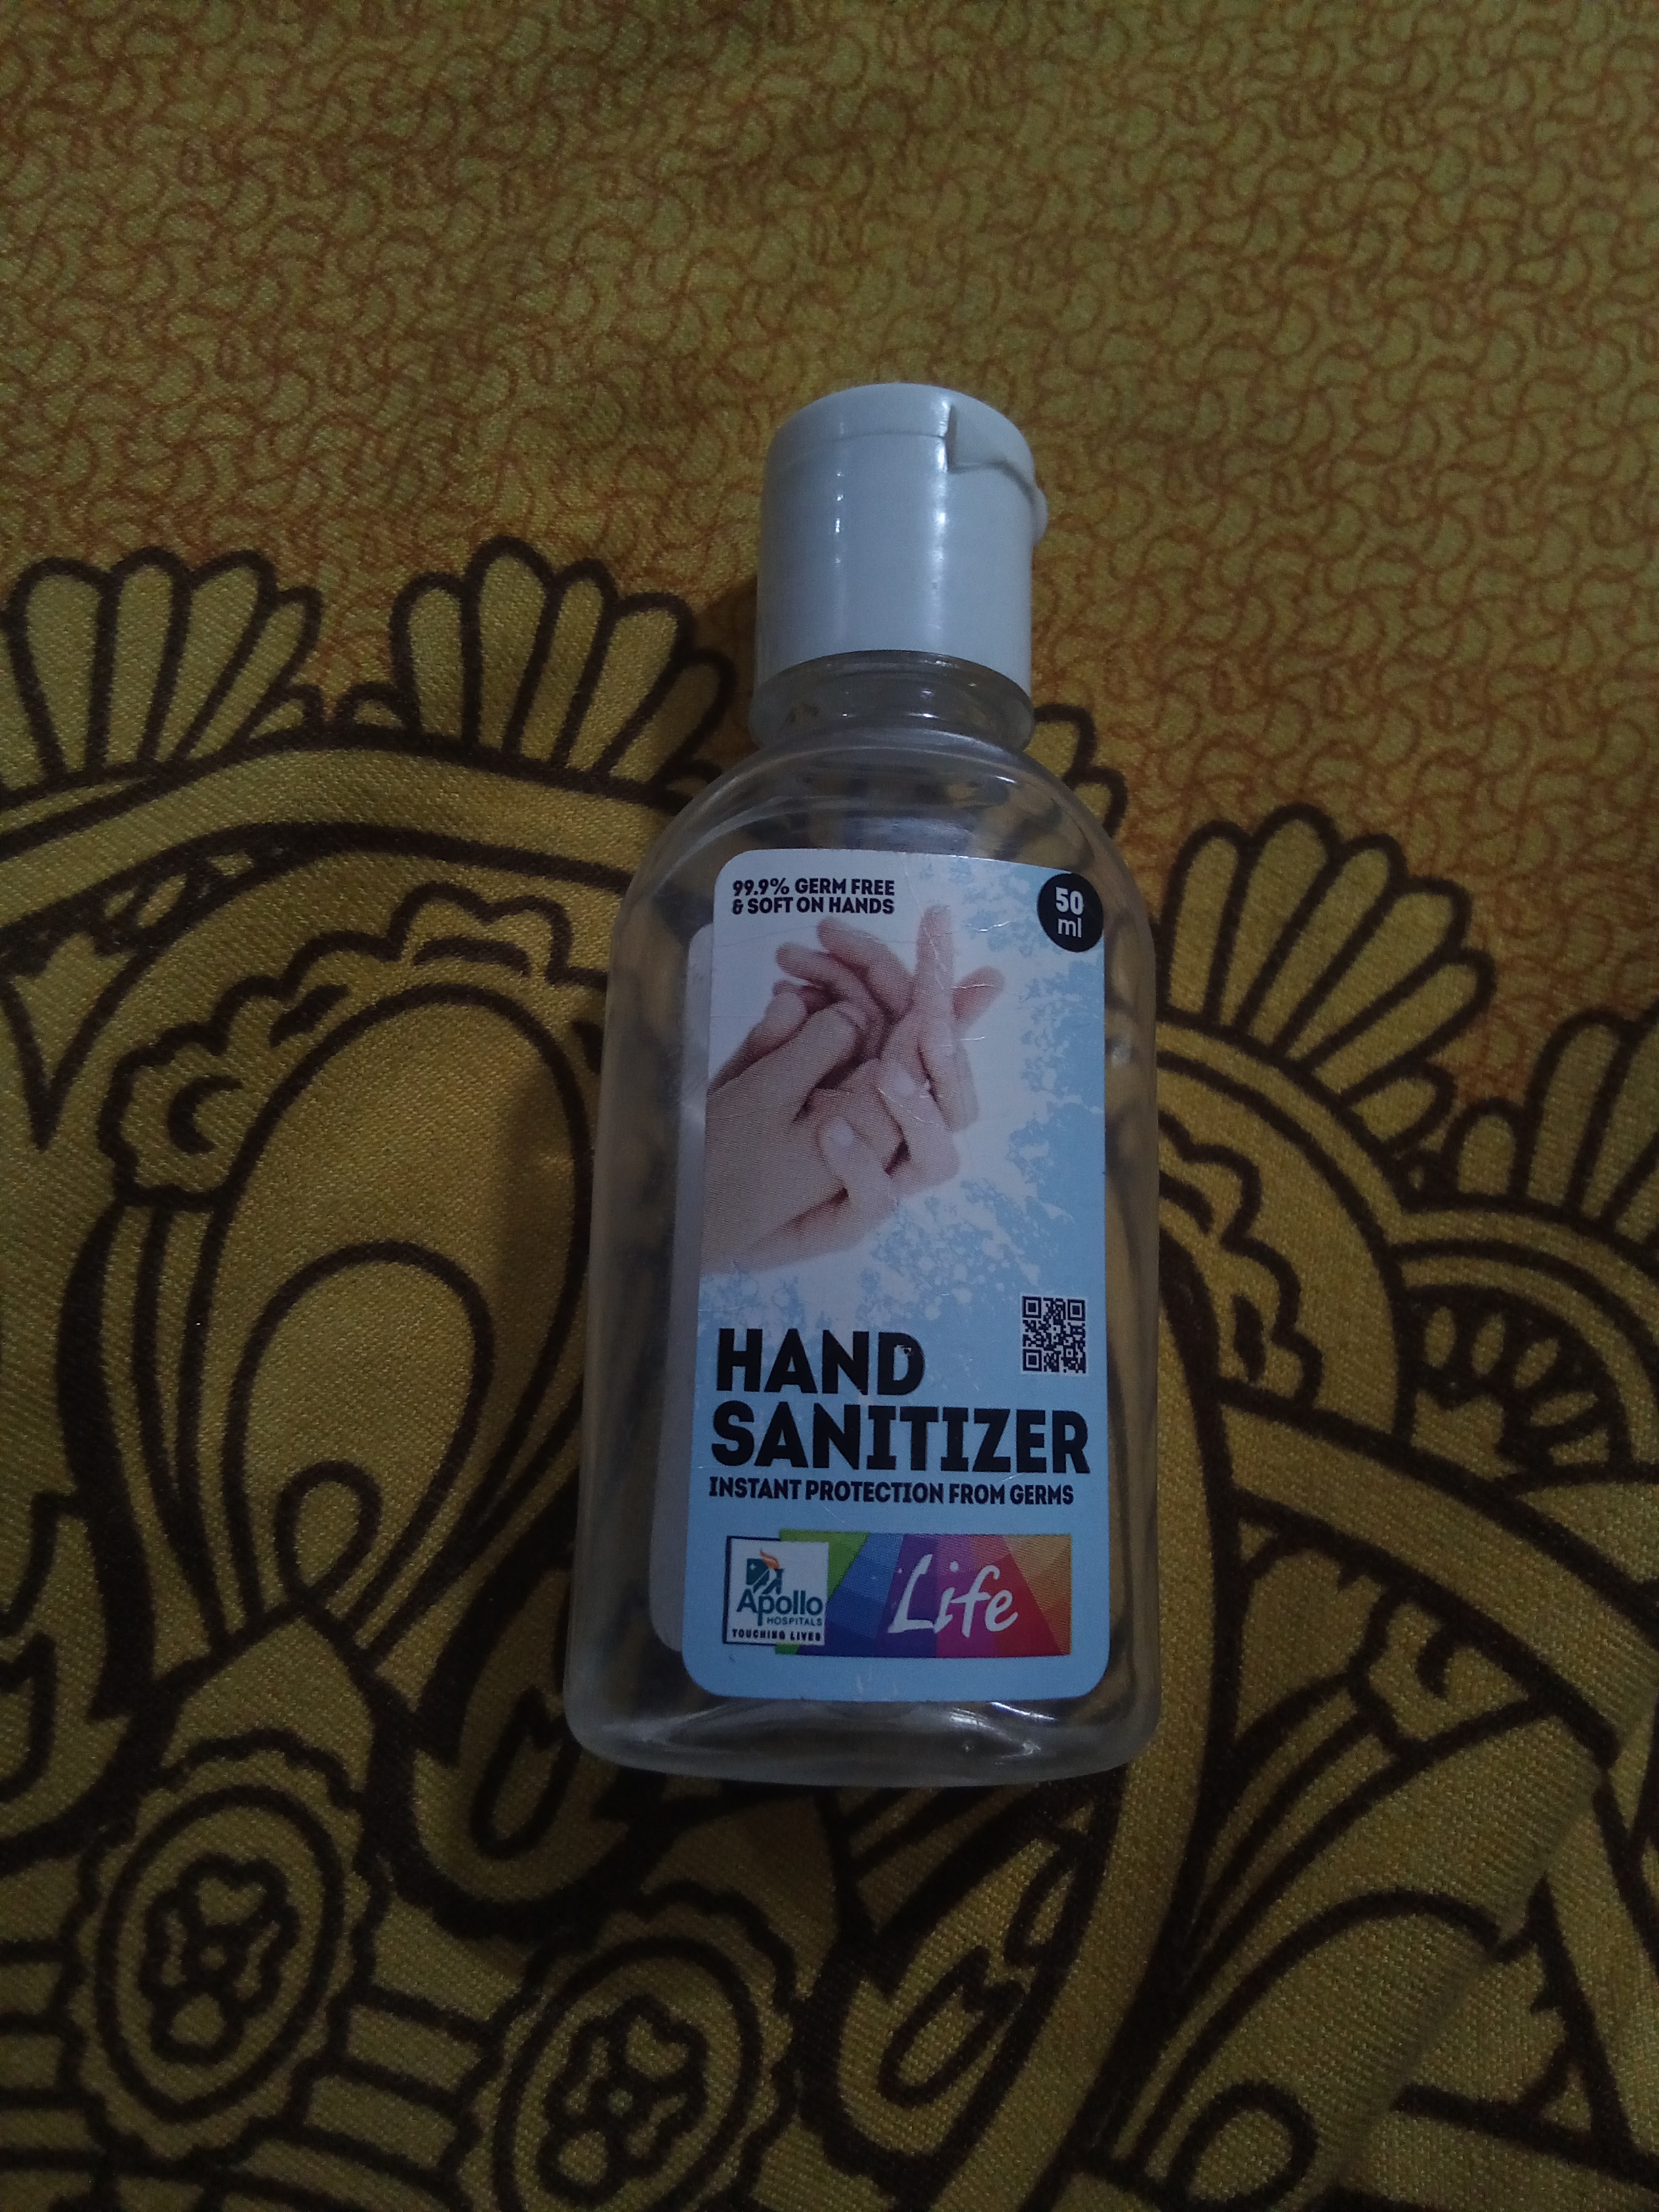 99.9% GERM FREE
& SOFT ON HANDS
50
ml
HAND
SANITIZER
INSTANT PROTECTION FROM GERMS
Apollo
HOSPITALS
TOUCHING LIVES
Life